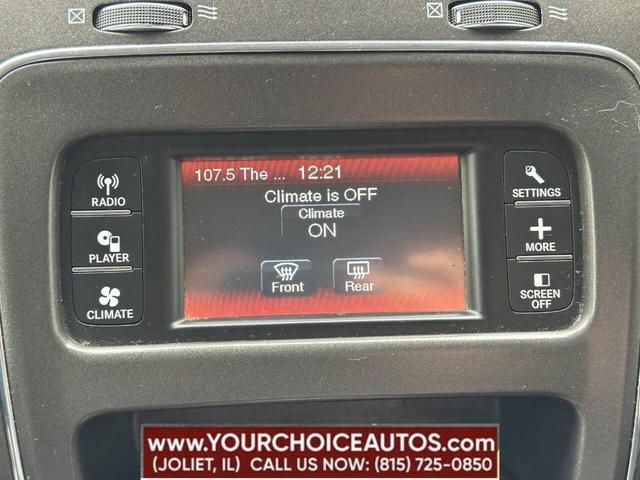 107.5 The ... 12:21
Climate is OFF
Climate
ON
Front Rear
RADIO
PLAYER
CLIMATE
SETTINGS
MORE
SCREEN
OFF
WWW.YOURCHOICEAUTOS.COM
(JOLIET, IL) CALL US NOW: (815) 725-0850